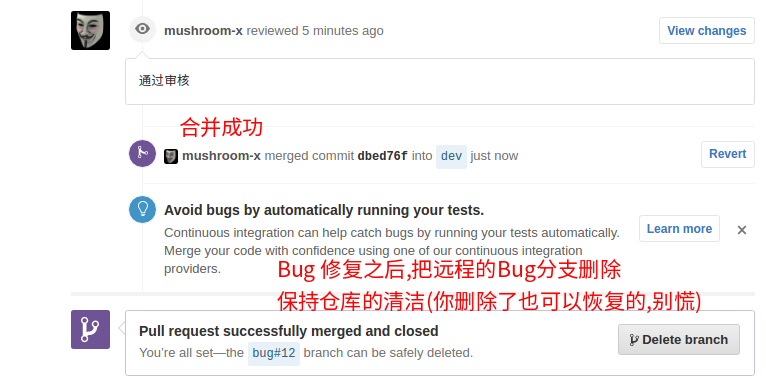 mushroom-x reviewed 5 minutes ago
View changes
通过审核
合并成功
mushroom-x merged commit dbed76f into dev just now
Revert
Avoid bugs by automatically running your tests.
Continuous integration can help catch bugs by running your tests automatically.
Merge your code with confidence using one of our continuous integration
providers.
Learn more
Bug 修复之后,把远程的Bug分支删除
保持仓库的清洁(你删除了也可以恢复的,别慌)
Pull request successfully merged and closed
You’re all set—the bug#12 branch can be safely deleted.
Delete branch